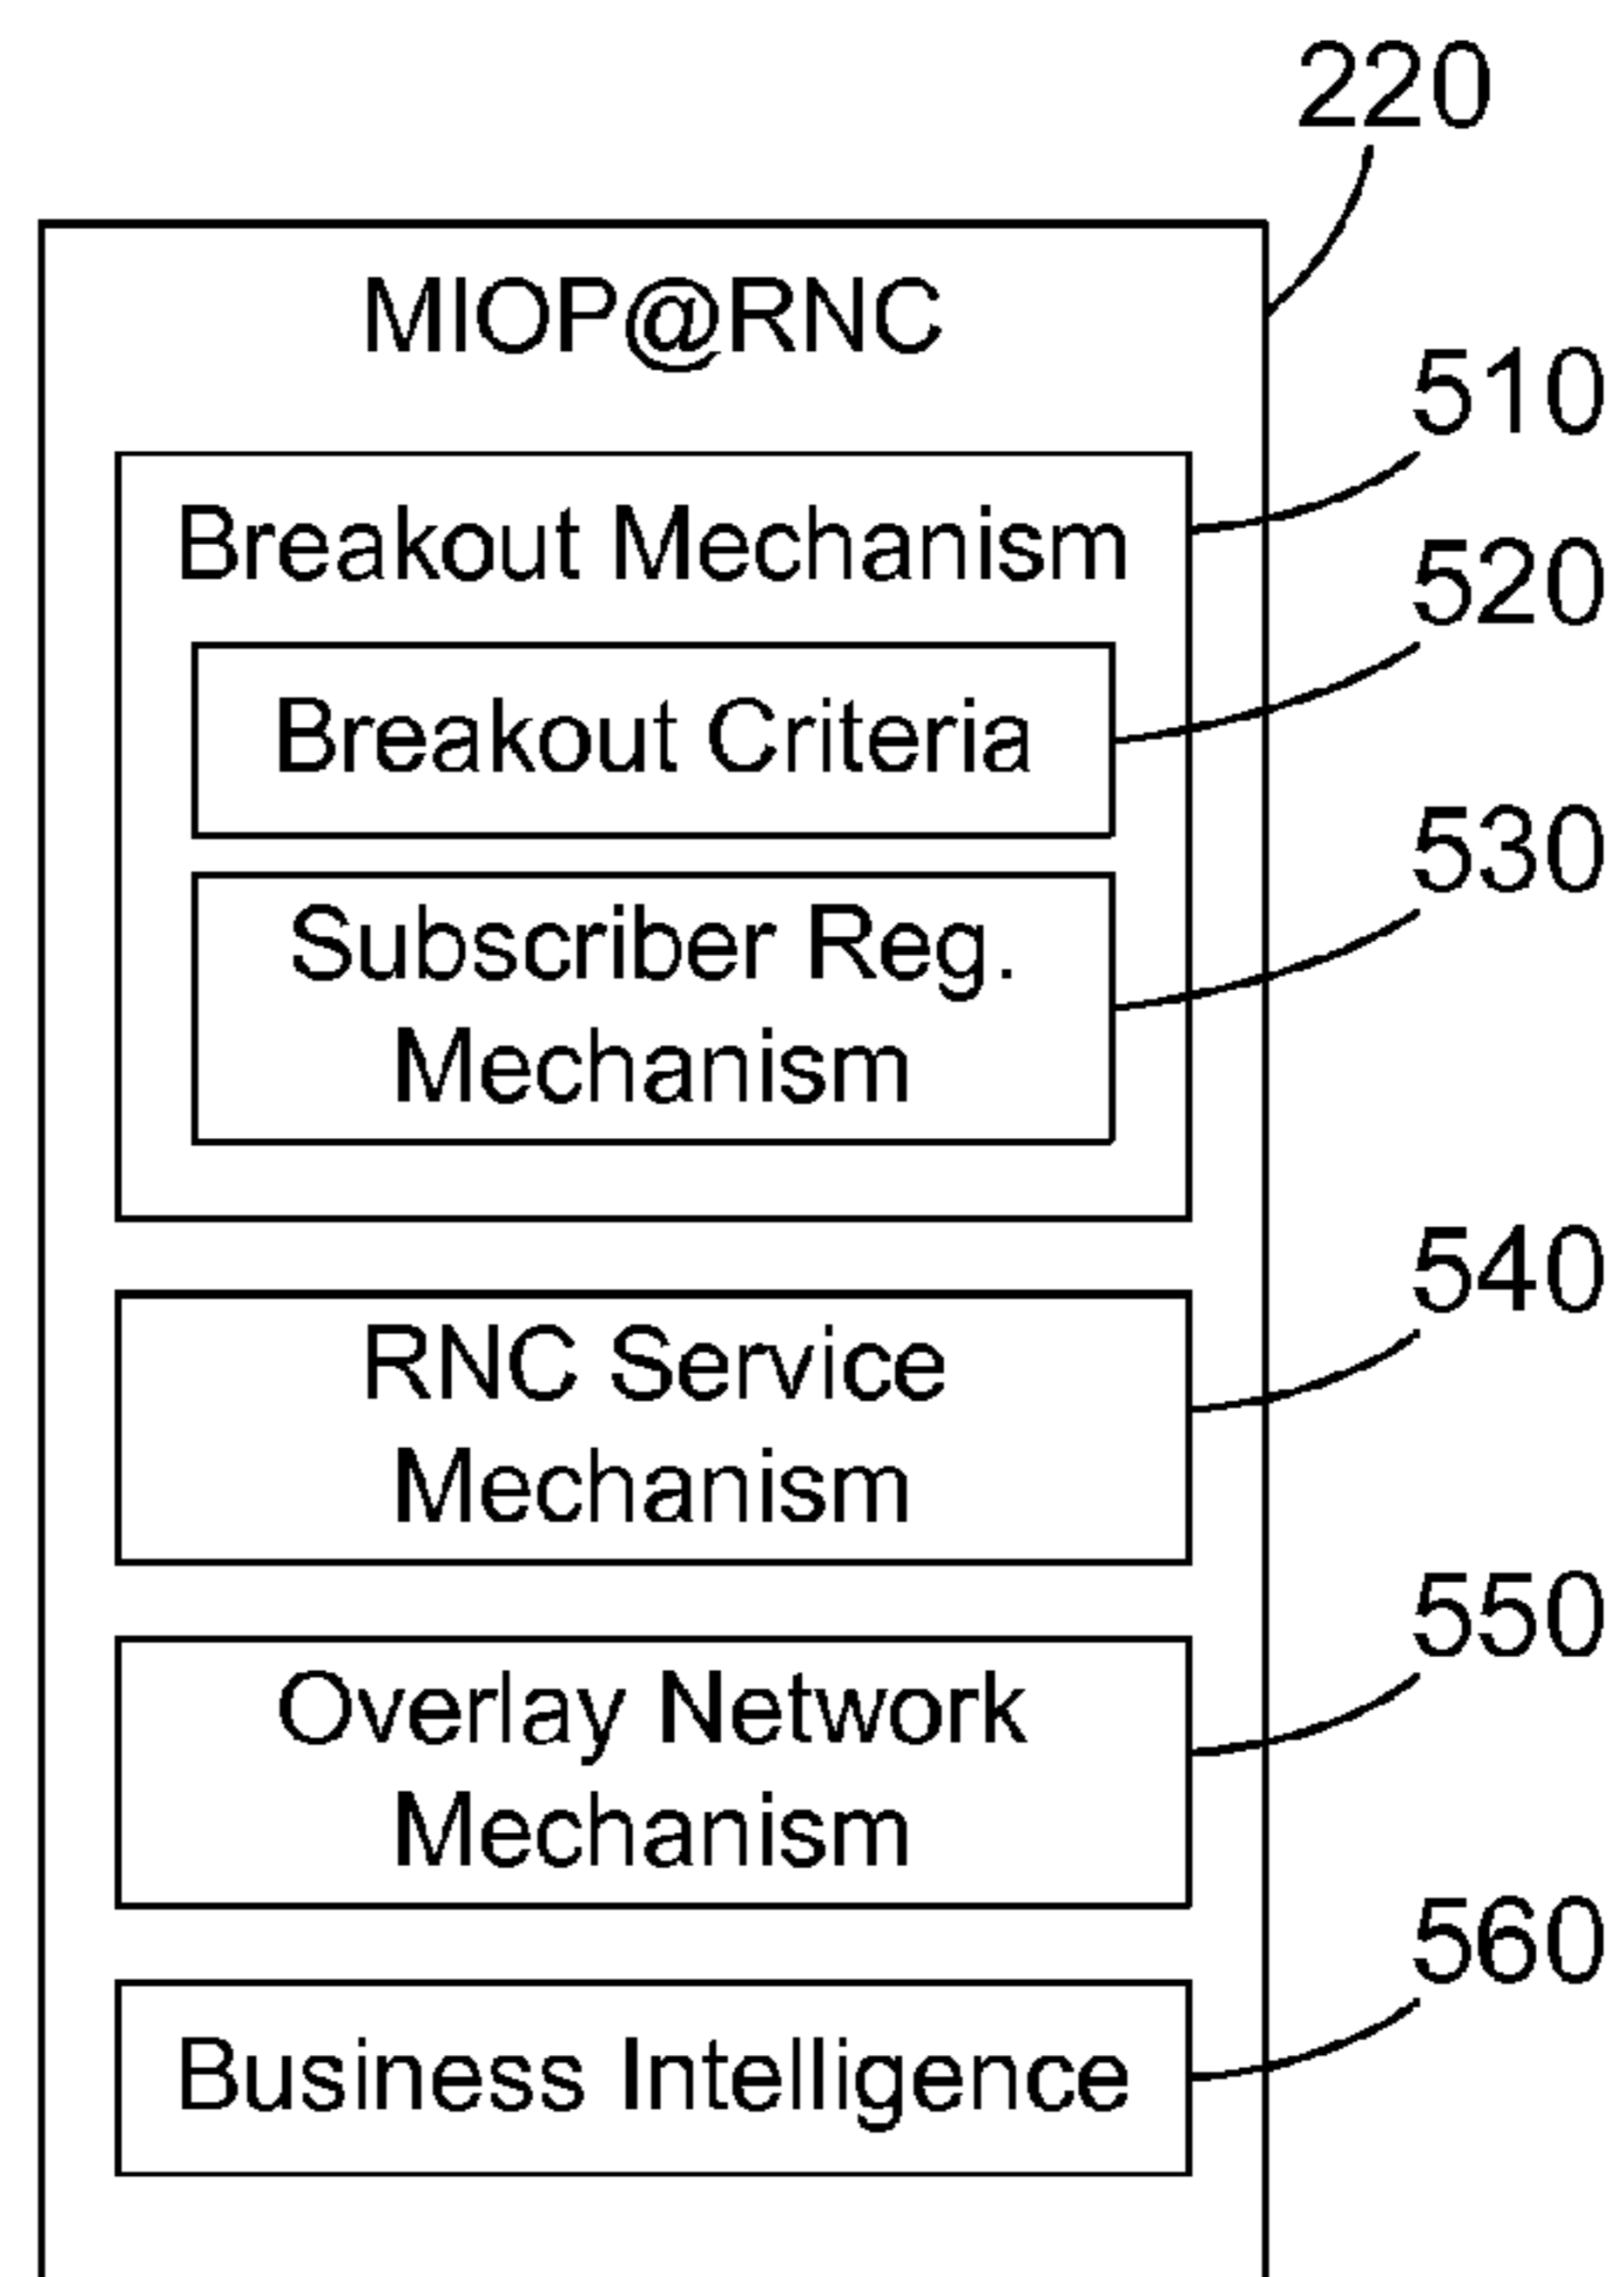 220
MIOP@RNC
510
Breakout Mechanism
520
Breakout Criteria
530
Subscriber Reg.
Mechanism
540
RNC Service
Mechanism
550
Overlay Network
Mechanism
560
Business Intelligence